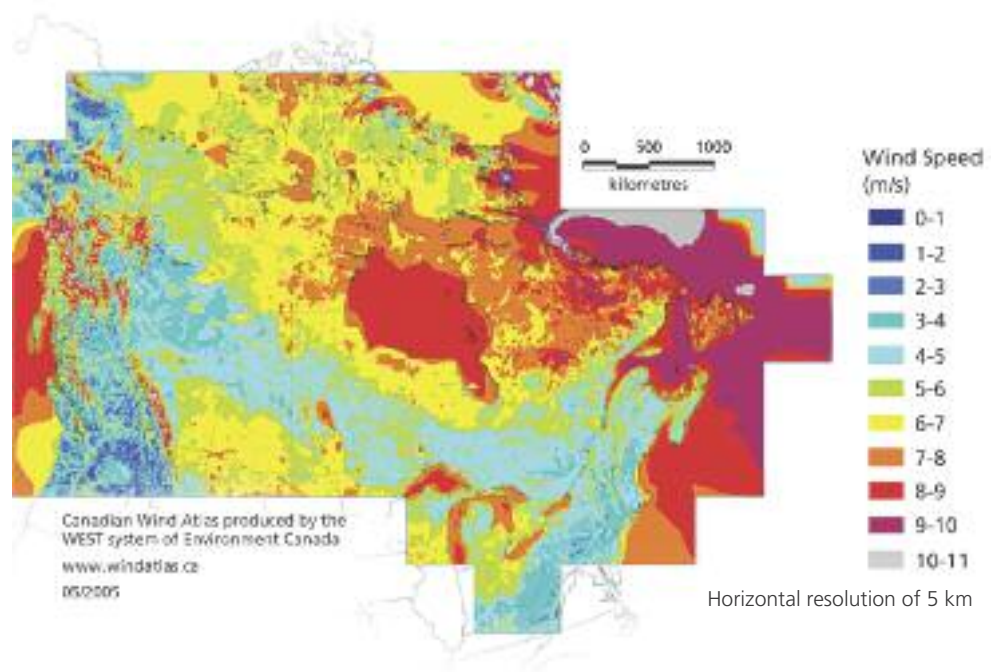 0 500 1000
kilometres
Wind Speed
(m/s)
0-1
1-2
2-3
3-4
4-5
5-6
6-7
7-8
8-9
9-10
10-11
Canadian Wind Atlas produced by the
WEST system of Environment Canada
www.windatlas.ca
05/2005
Horizontal resolution of 5 km